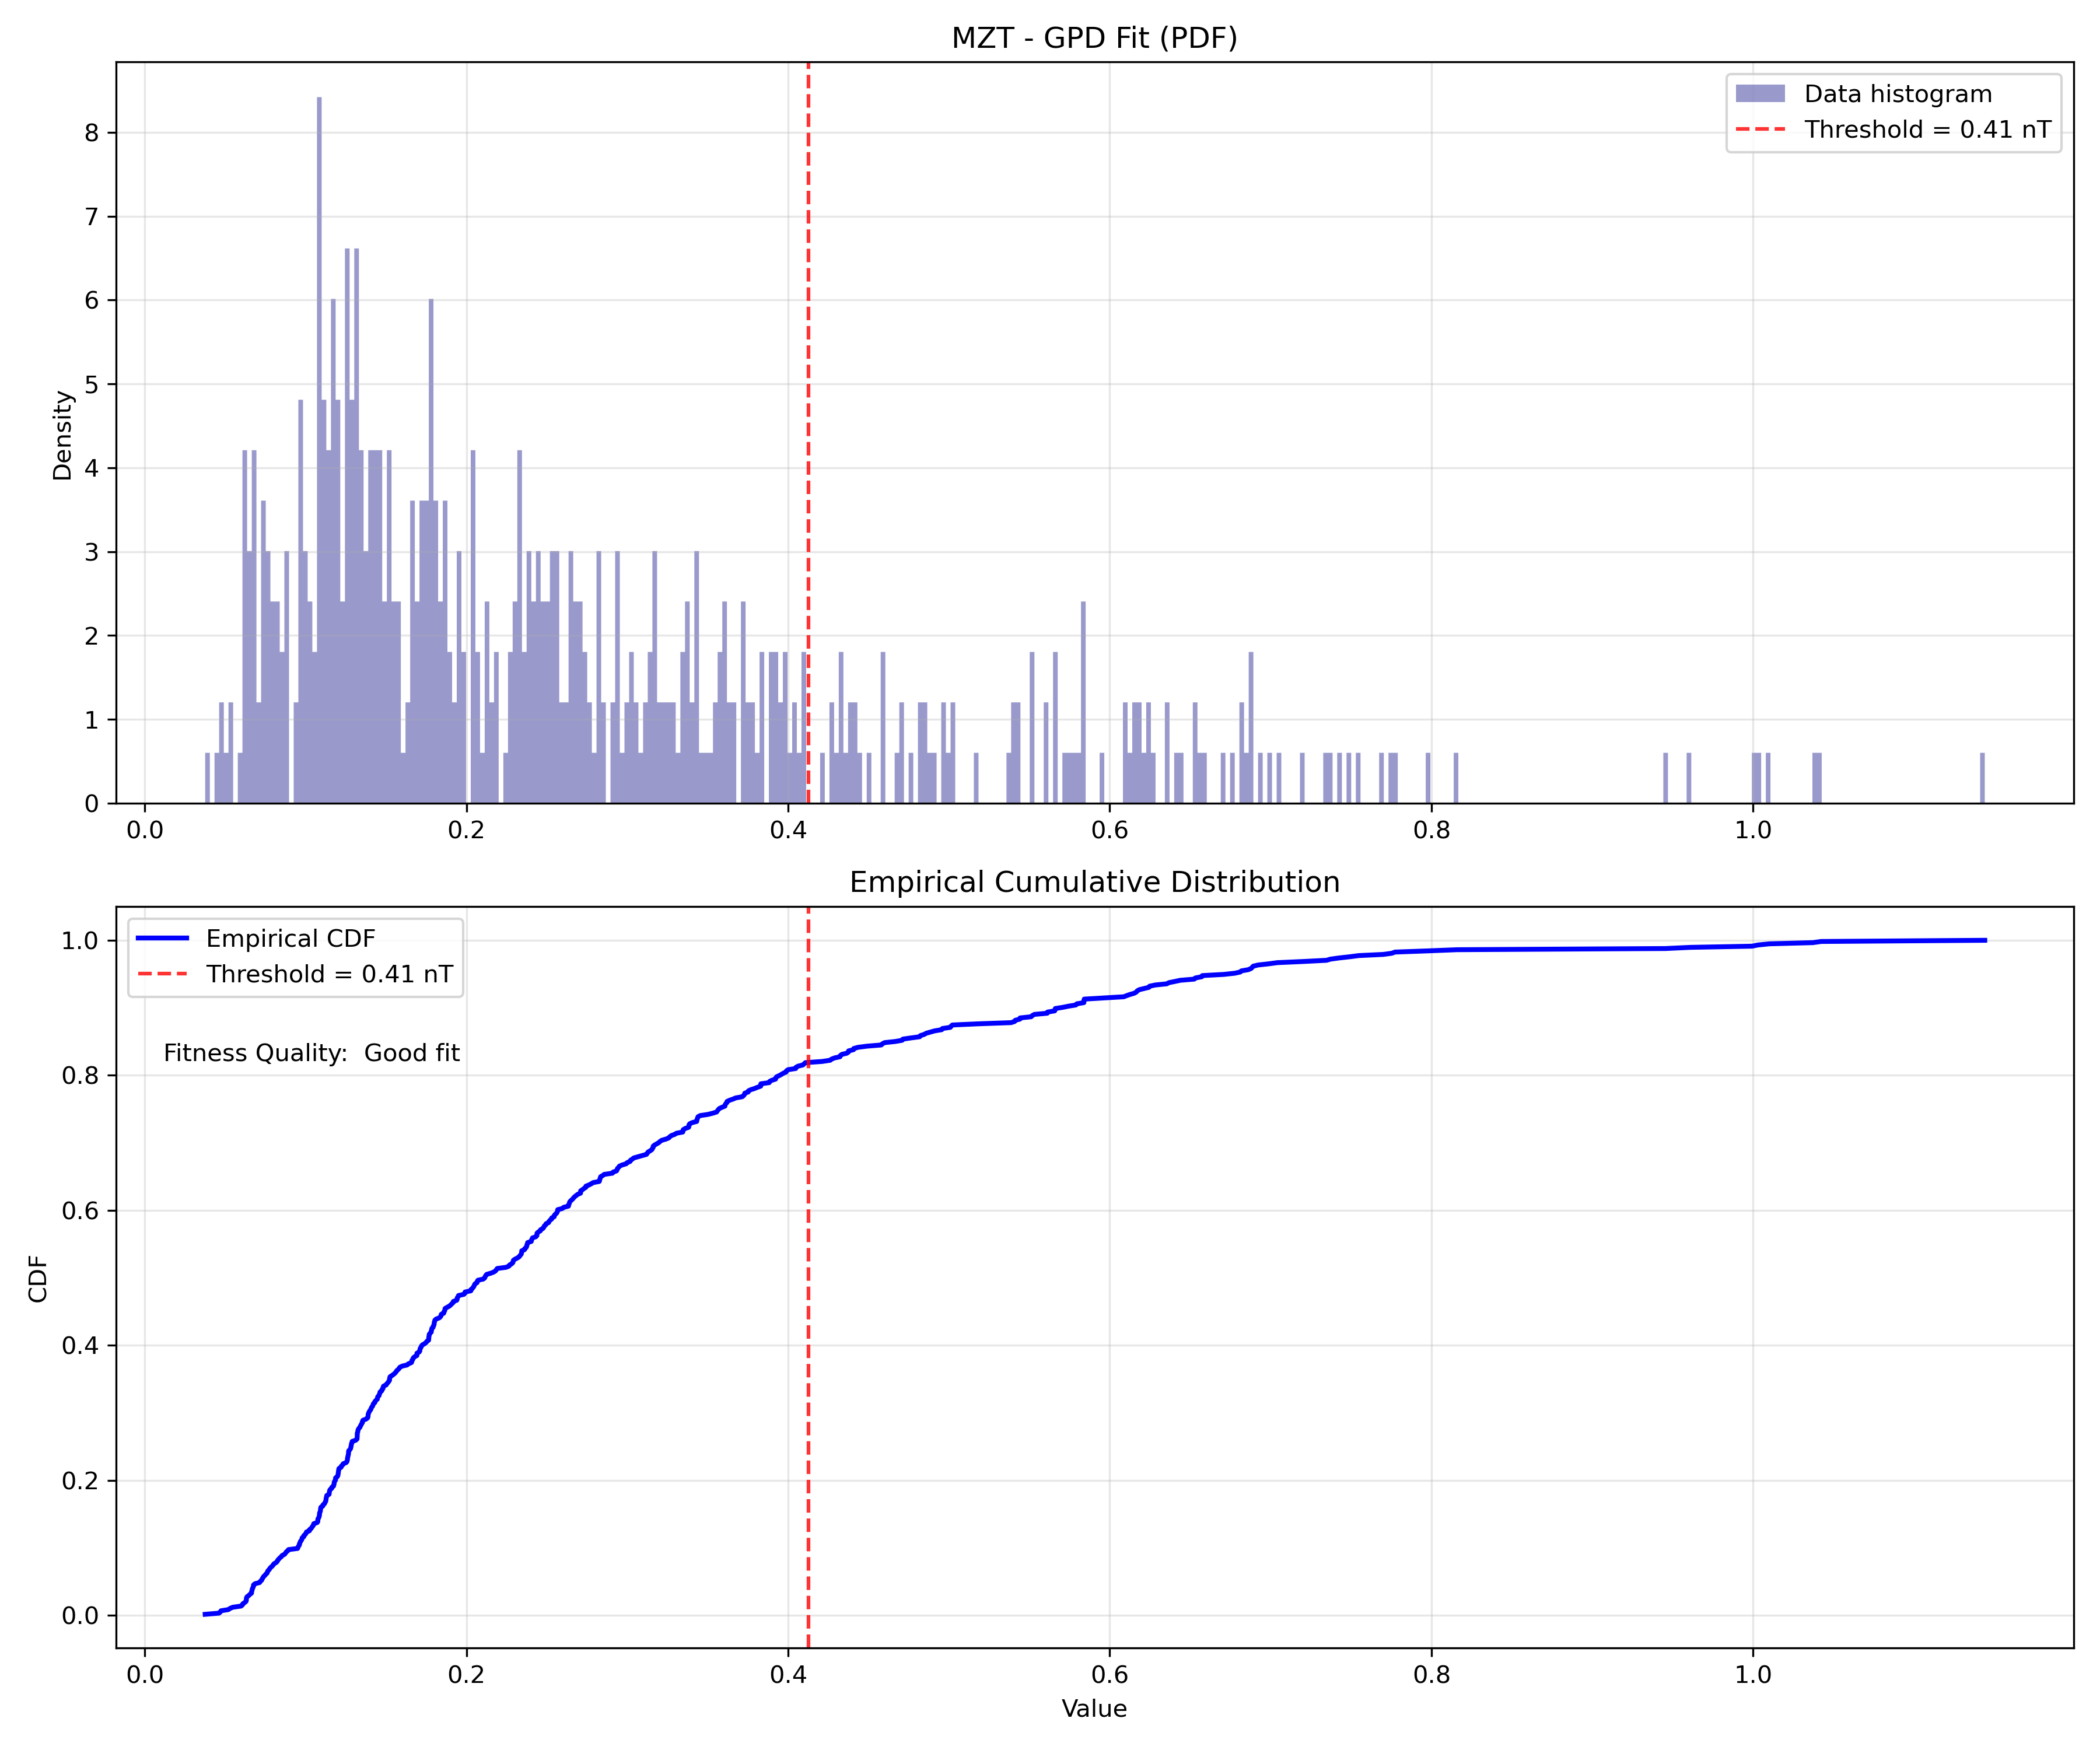 MZT - GPD Fit (PDF)
Data histogram
Threshold = 0.41 nT
Density
8
7
6
5
4
3
2
1
0
0.0 0.2 0.4 0.6 0.8 1.0
Empirical Cumulative Distribution
Empirical CDF
Threshold = 0.41 nT
Fitness Quality:  Good fit
CDF
1.0
0.8
0.6
0.4
0.2
0.0
0.0 0.2 0.4 0.6 0.8 1.0
Value